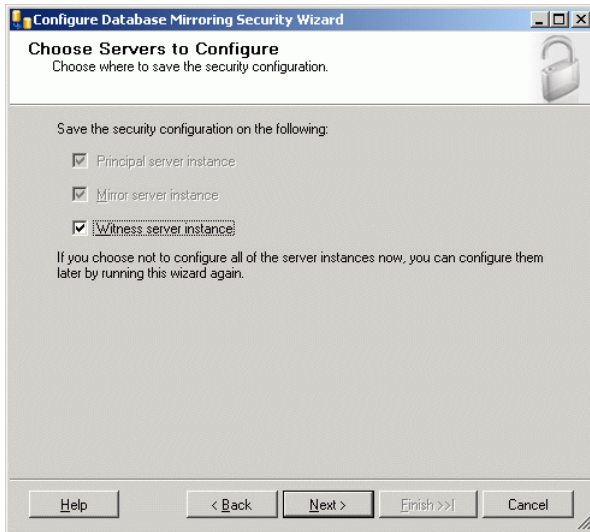 Configure Database Mirroring Security Wizard
Choose Servers to Configure
Choose where to save the security configuration.
Save the security configuration on the following:
Principal server instance
Mirror server instance
Witness server instance
If you choose not to configure all of the server instances now, you can configure them
later by running this wizard again.
Help
< Back
Next >
Finish >>|
Cancel